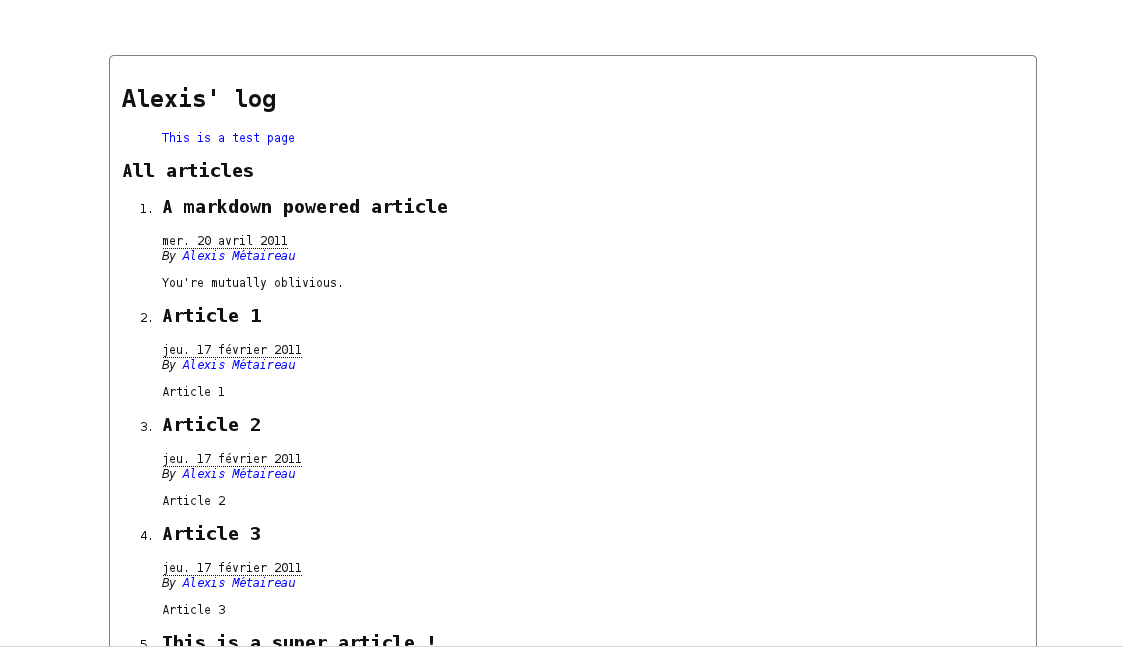 Alexis' log
This is a test page
All articles
1. A markdown powered article
mer. 20 avril 2011
By Alexis Métaireau
You're mutually oblivious.
2. Article 1
jeu. 17 février 2011
By Alexis Métaireau
Article 1
3. Article 2
jeu. 17 février 2011
By Alexis Métaireau
Article 2
4. Article 3
jeu. 17 février 2011
By Alexis Métaireau
Article 3
5. This is a super article !